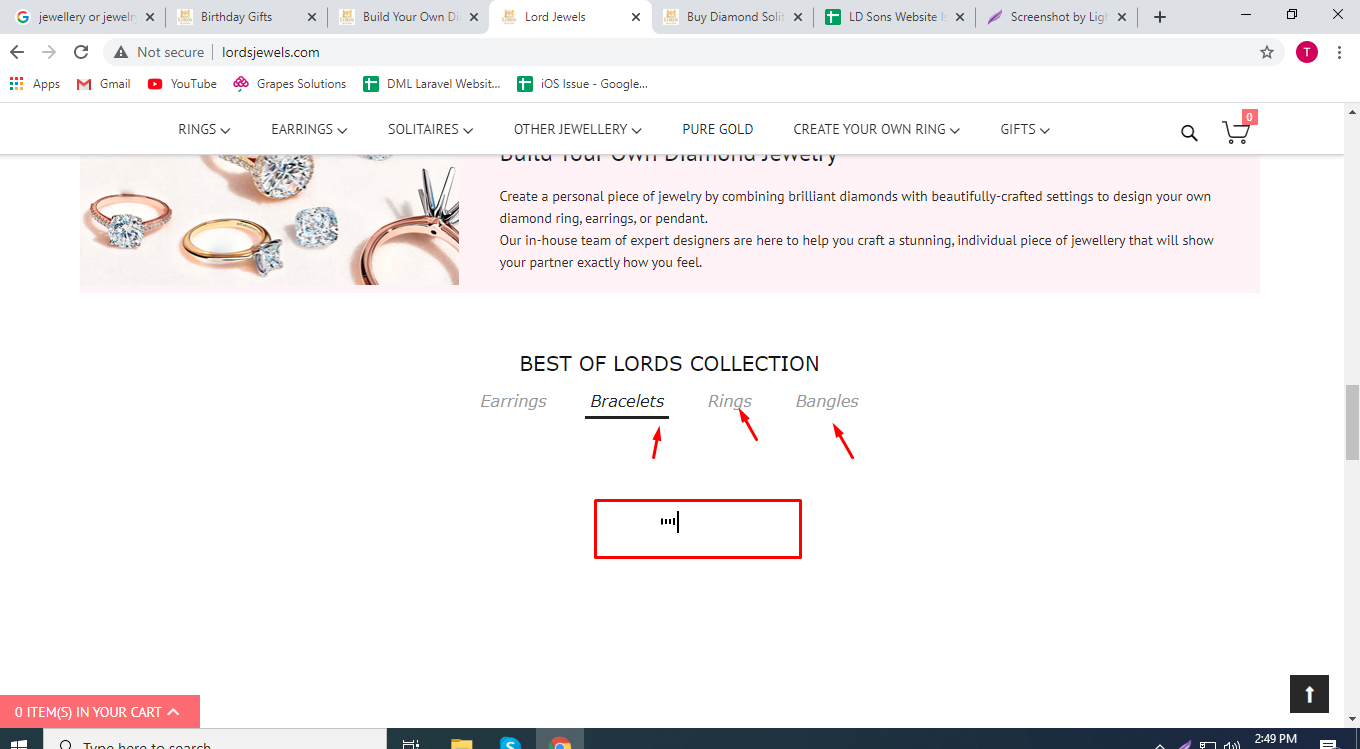 jewellery or jewelr
Birthday Gifts
Build Your Own Di
Lord Jewels
Buy Diamond Solit
LD Sons Website Is
Screenshot by Ligh
Not secure
lordsjewels.com
T
Apps
Gmail
YouTube
Grapes Solutions
DML Laravel Websit...
iOS Issue - Google...
RINGS
EARRINGS
SOLITAIRES
OTHER JEWELLERY
PURE GOLD
CREATE YOUR OWN RING
GIFTS
0
Build Your Own Diamond Jewelry
Create a personal piece of jewelry by combining brilliant diamonds with beautifully-crafted settings to design your own
diamond ring, earrings, or pendant.
Our in-house team of expert designers are here to help you craft a stunning, individual piece of jewellery that will show
your partner exactly how you feel.
BEST OF LORDS COLLECTION
Earrings
Bracelets
Rings
Bangles
0 ITEM(S) IN YOUR CART
Type here to search
2:49 PM